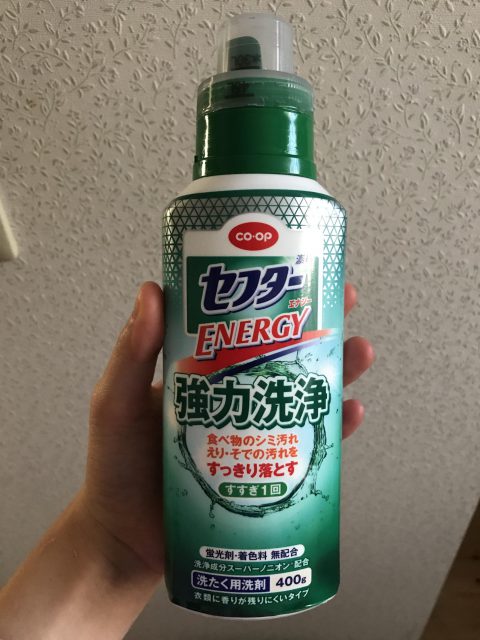 co·op
セフター
エナジー
ENERGY
強力洗浄
食べ物のシミ汚れ
えり・そでの汚れを
すっきり落とす
すすぎ1回
蛍光剤・着色料 無配合
洗浄成分スーパーノニオン 配合
洗たく用洗剤 400g
衣類に香りが残りにくいタイプ